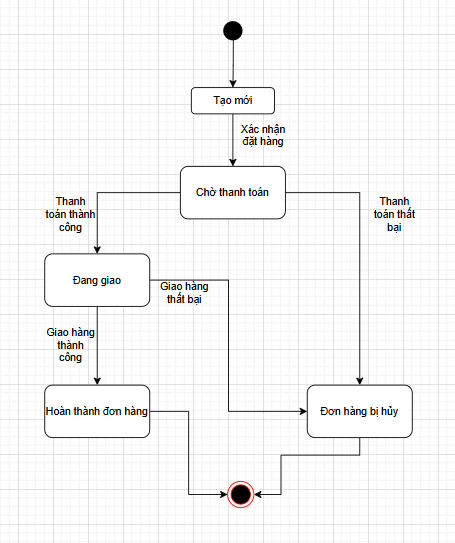 Tạo mới
Xác nhận
đặt hàng
Chờ thanh toán
Thanh
toán thành
công
Thanh
toán thất
bại
Đang giao
Giao hàng
thất bại
Giao hàng
thành
công
Hoàn thành đơn hàng
Đơn hàng bị hủy